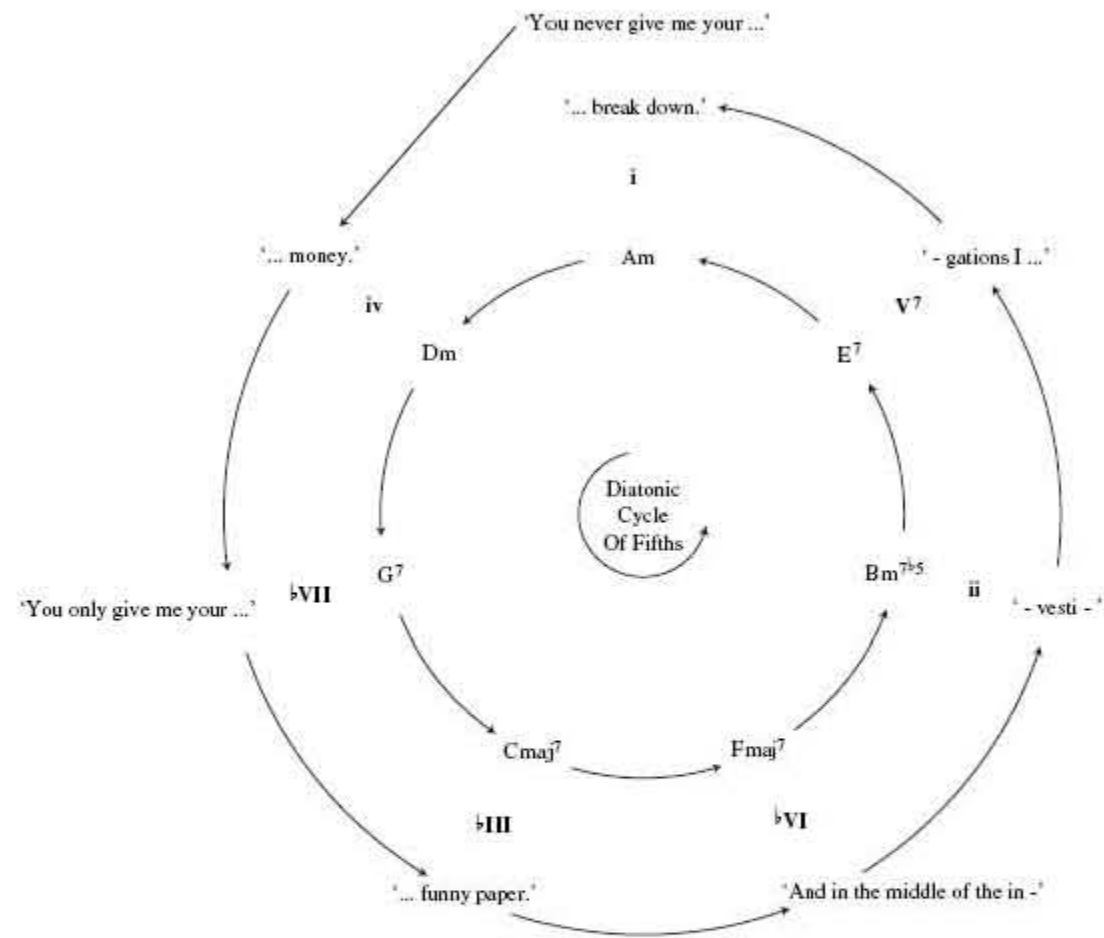 'You never give me your ...'
'... break down.'
i
'... money.'
Am
' - gations I ...'
iv
V⁷
Dm
E⁷
Diatonic
Cycle
Of Fifths
G⁷
Bm⁷♭⁵
♭VII
ii
'You only give me your ...'
' - vesti - '
Cmaj⁷
Fmaj⁷
♭III
♭VI
'... funny paper.'
'And in the middle of the in -'